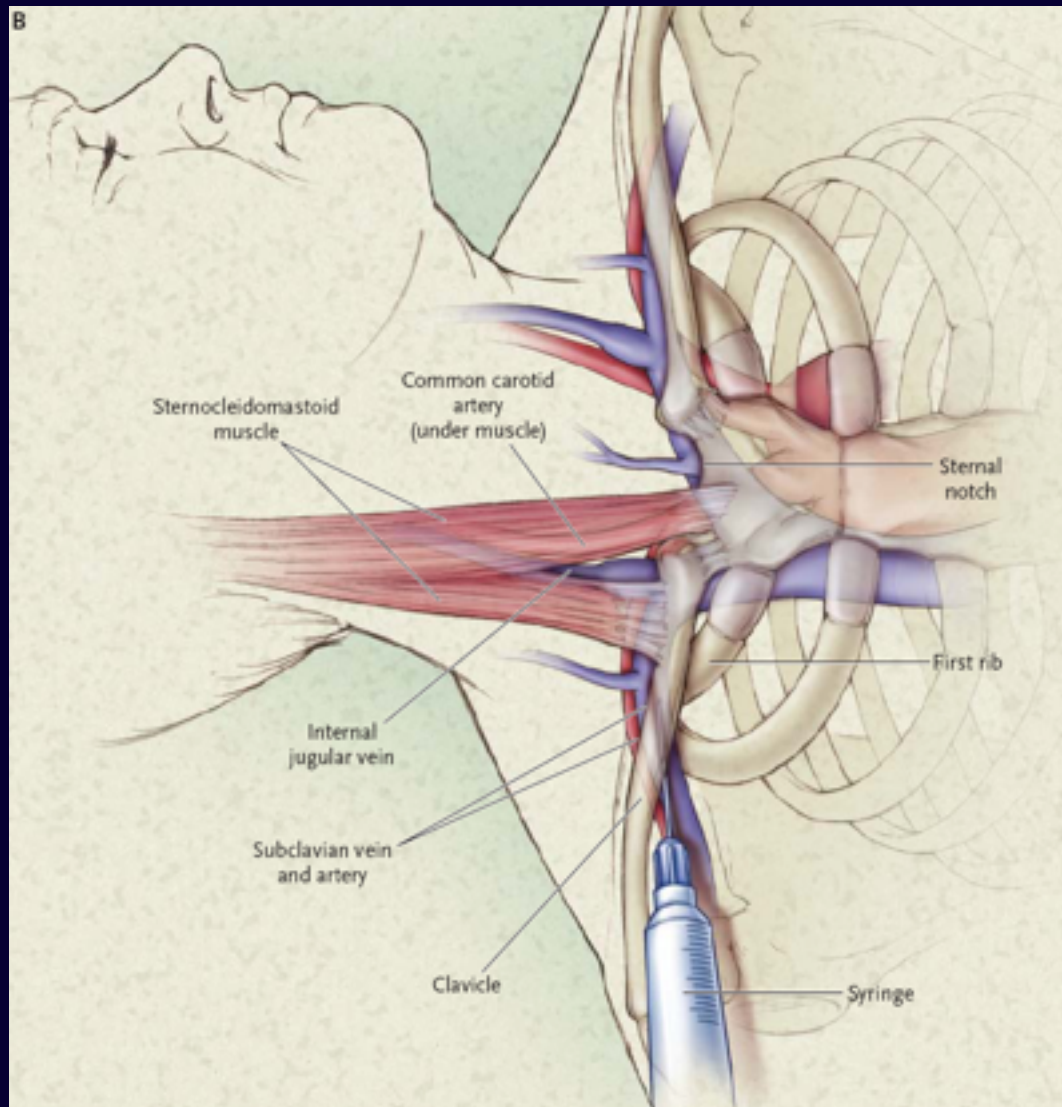 B
Common carotid
artery
(under muscle)
Sternocleidomastoid
muscle
Sternal
notch
First rib
Internal
jugular vein
Subclavian vein
and artery
Clavicle
Syringe